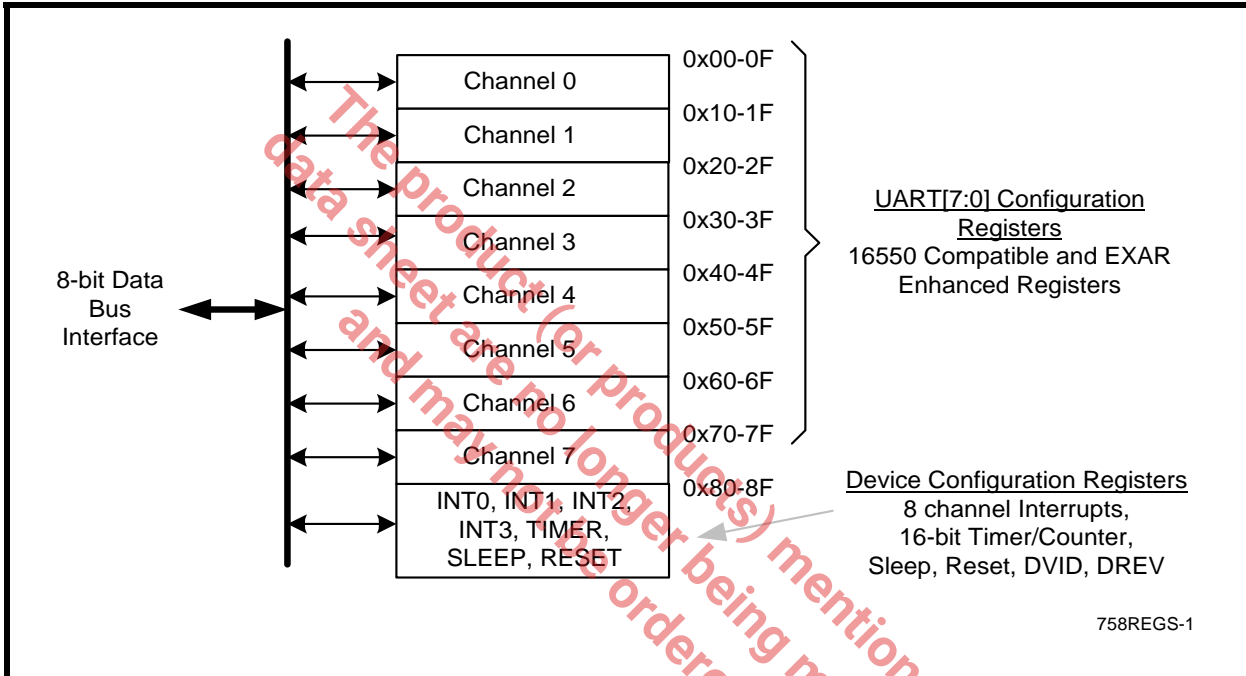 8-bit Data
Bus
Interface
Channel 0
Channel 1
Channel 2
Channel 3
Channel 4
Channel 5
Channel 6
Channel 7
INT0, INT1, INT2,
INT3, TIMER,
SLEEP, RESET
0x00-0F
0x10-1F
0x20-2F
0x30-3F
0x40-4F
0x50-5F
0x60-6F
0x70-7F
0x80-8F
UART[7:0] Configuration
Registers
16550 Compatible and EXAR
Enhanced Registers
Device Configuration Registers
8 channel Interrupts,
16-bit Timer/Counter,
Sleep, Reset, DVID, DREV
758REGS-1
The product (or products) mention
data sheet are no longer being m
and may not be ordere